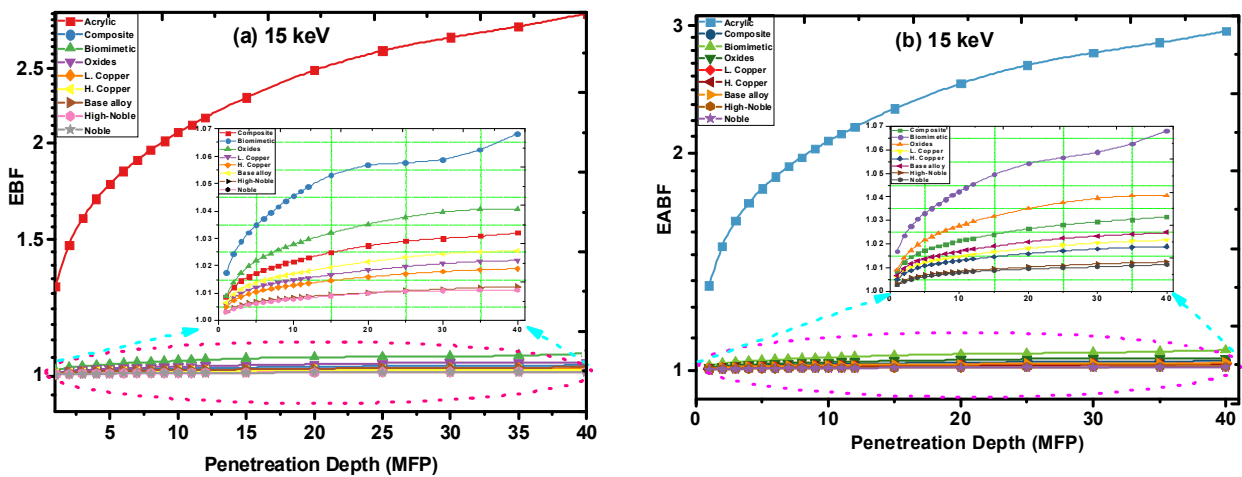 (a) 15 keV
EBF
2.5
2
1.5
1
5 10 15 20 25 30 35 40
Penetreation Depth (MFP)
Acrylic
Composite
Biomimetic
Oxides
L. Copper
H. Copper
Base alloy
High-Noble
Noble
1.07
1.06
1.05
1.04
1.03
1.02
1.01
1.00
0 10 20 30 40
Composite
Biomimetic
Oxides
L. Copper
H. Copper
Base alloy
High-Noble
Noble
(b) 15 keV
EABF
3
2
1
0 10 20 30 40
Penetreation Depth (MFP)
Acrylic
Composite
Biomimetic
Oxides
L. Copper
H. Copper
Base alloy
High-Noble
Noble
1.07
1.06
1.05
1.04
1.03
1.02
1.01
1.00
0 10 20 30 40
Composite
Biomimetic
Oxides
L. Copper
H. Copper
Base alloy
High-Noble
Noble